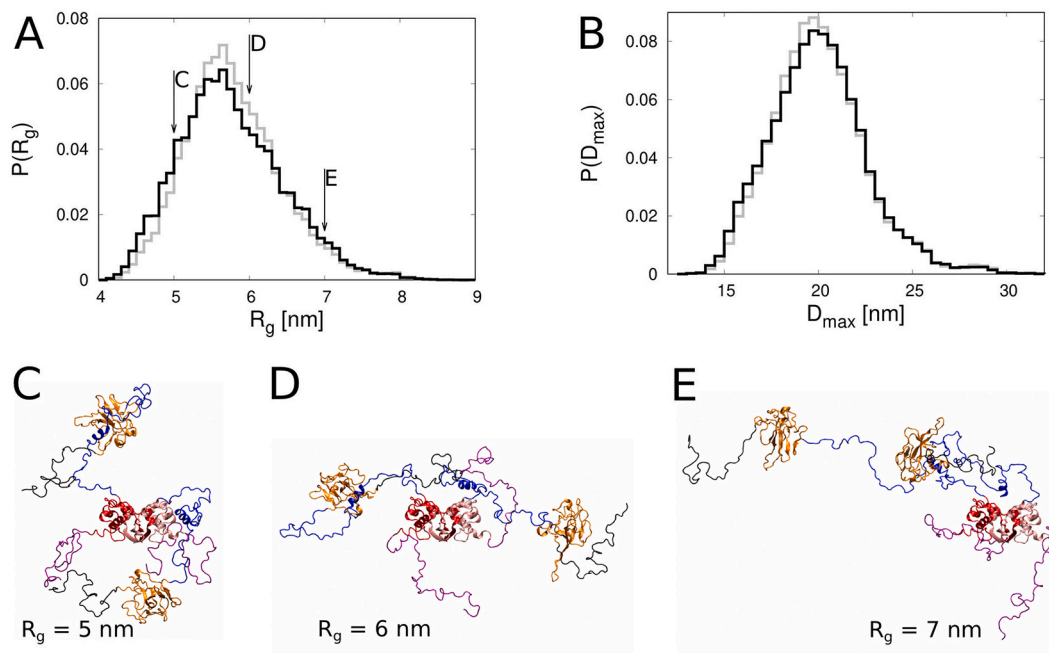 A
0.08
0.06
0.04
0.02
0
P(Rg)
C
D
E
4 5 6 7 8 9
Rg [nm]
B
0.08
0.06
0.04
0.02
0
P(Dmax)
15 20 25 30
Dmax [nm]
C
Rg = 5 nm
D
Rg = 6 nm
E
Rg = 7 nm